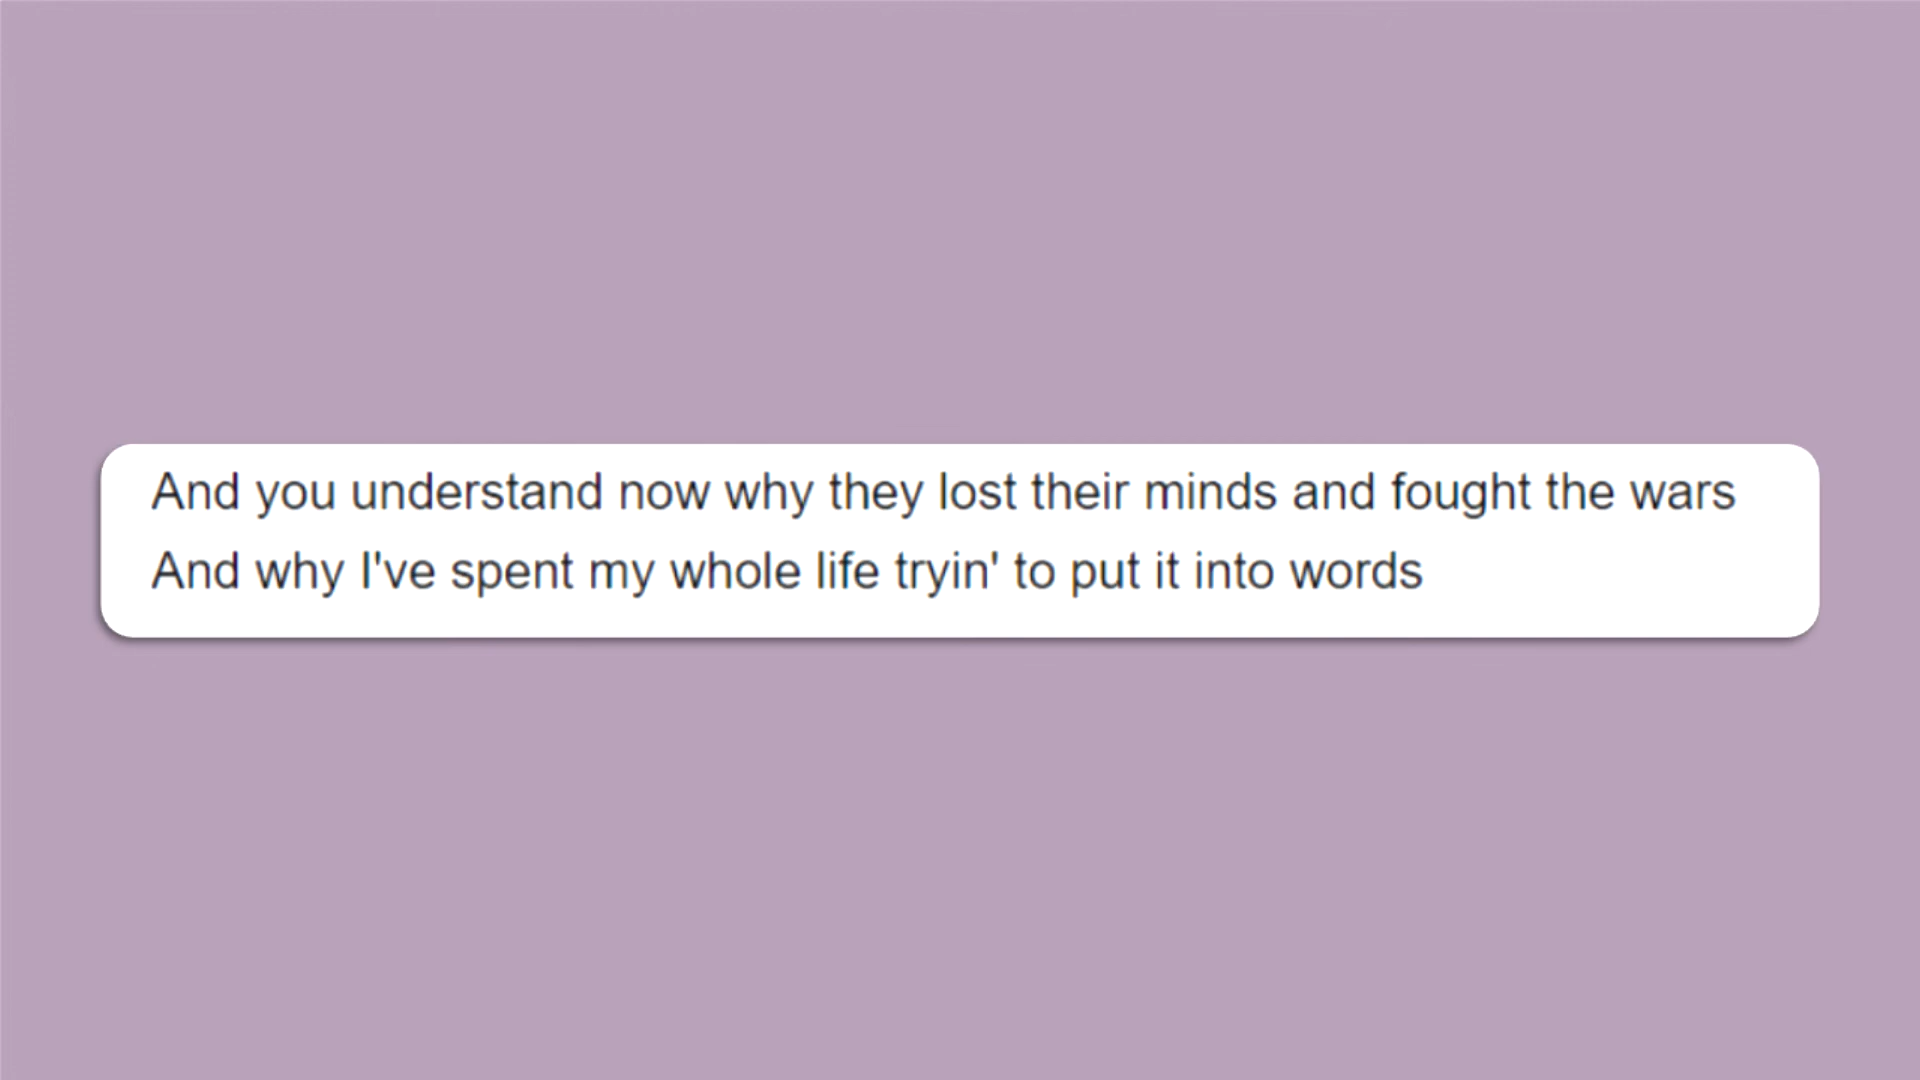 And you understand now why they lost their minds and fought the wars
And why I've spent my whole life tryin' to put it into words